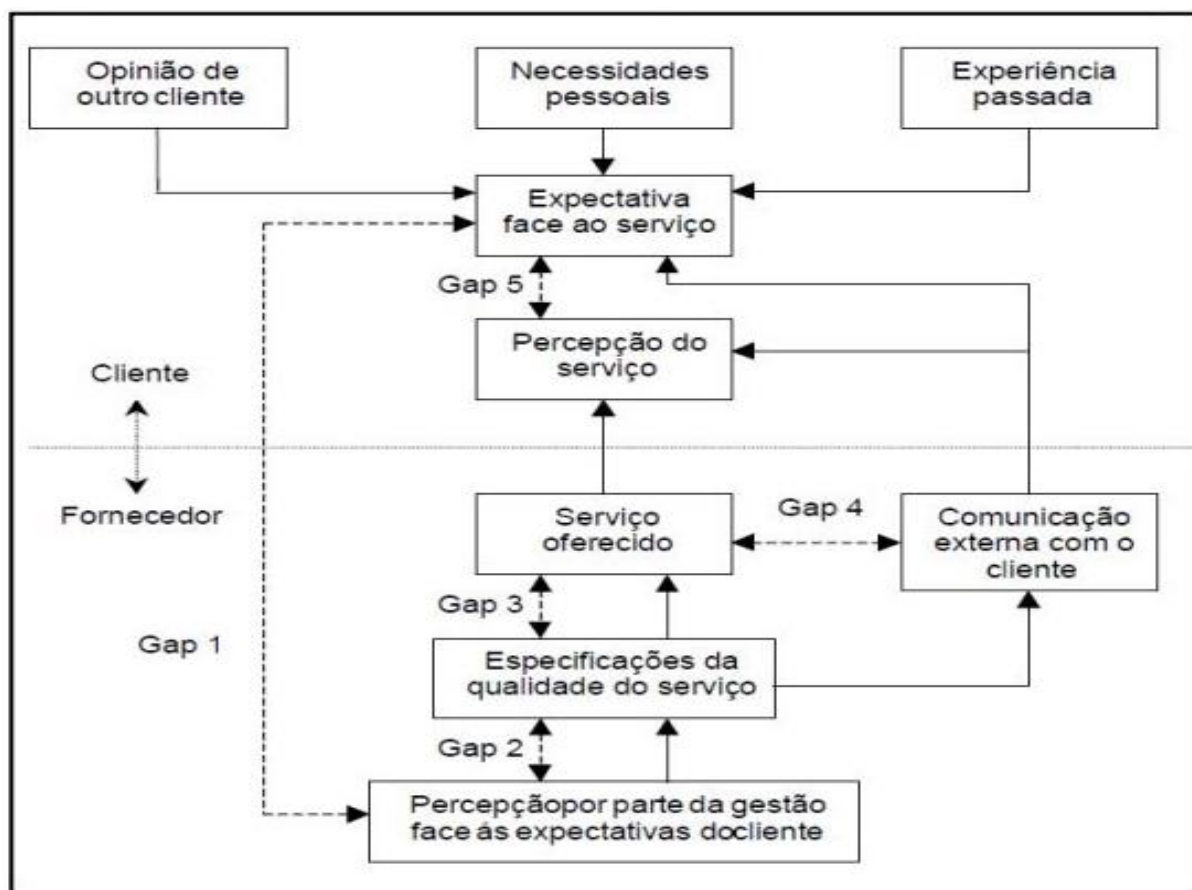 Opinião de
outro cliente
Necessidades
pessoais
Experiência
passada
Expectativa
face ao serviço
Gap 5
Percepção do
serviço
Cliente
Fornecedor
Serviço
oferecido
Gap 4
Comunicação
externa com o
cliente
Gap 3
Gap 1
Especificações da
qualidade do serviço
Gap 2
Percepçãopor parte da gestão
face ás expectativas docliente